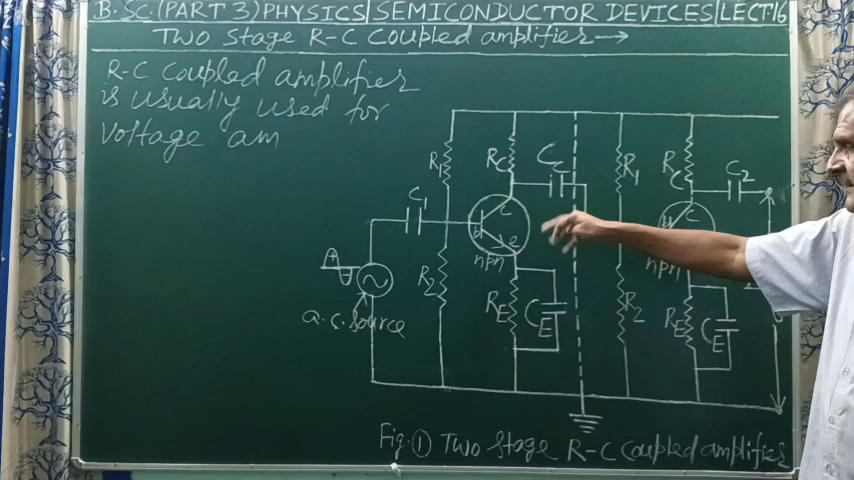 B.SC.(PART 3)PHYSICS|SEMICONDUCTOR DEVICES|LECT.16
Two Stage R-C Coupled amplifier→
R-C Coupled amplifier
is usually used for
voltage am
R1 RC CC R1 RC C2
C1
b c e
npn
b c
npn
R2 RE CE
R2 RE CE
a.c. source
Fig. ① Two Stage R-C Coupled amplifier